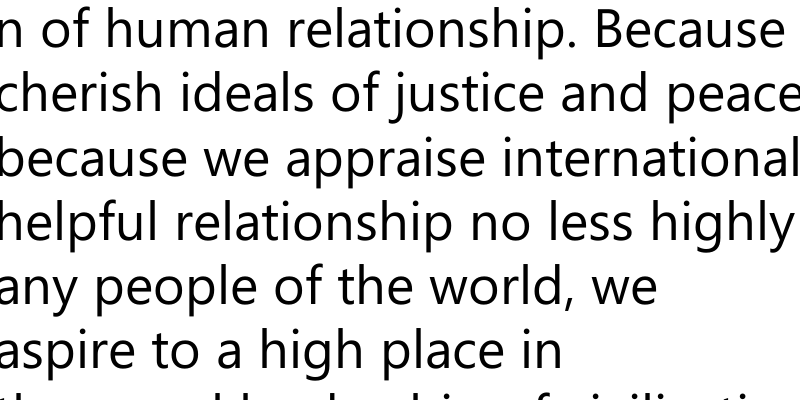 n of human relationship. Because
cherish ideals of justice and peace
because we appraise international
helpful relationship no less highly
any people of the world, we
aspire to a high place in